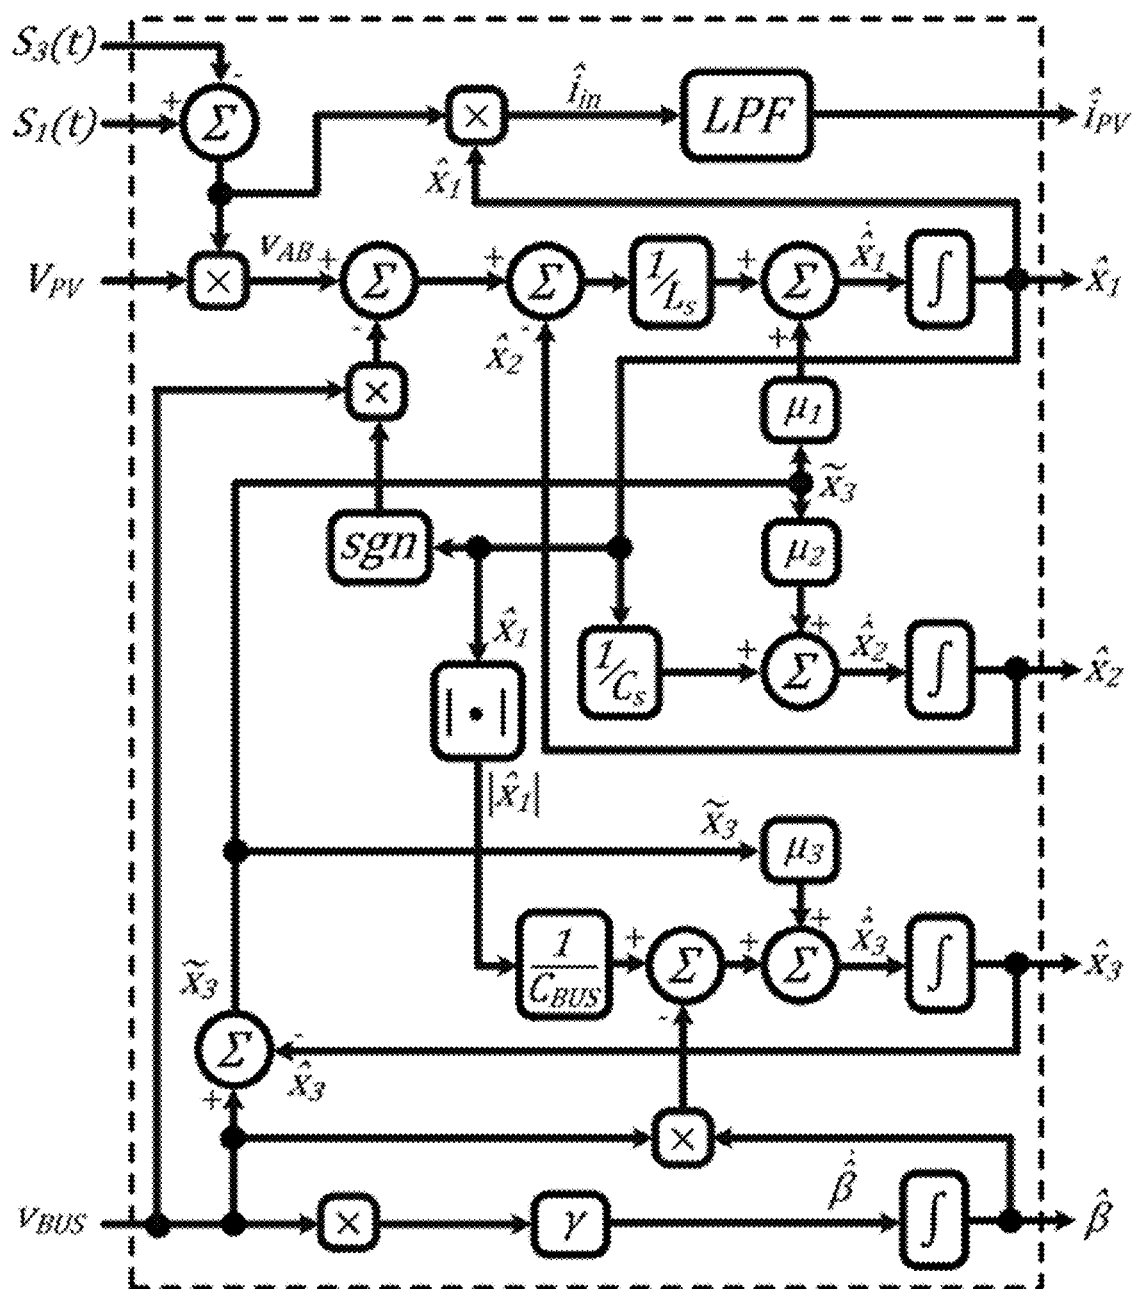 S3(t)
-
+
S1(t)
Σ
×
î_in
LPF
î_PV
x̂1
V_PV
×
v_AB
+
Σ
-
+
Σ
-
x̂2
1/L_s
+
Σ
+
x̂̇1
∫
x̂1
×
μ1
x̃3
sgn
μ2
x̂1
1/C_s
+
+
Σ
x̂̇2
∫
x̂2
|•|
|x̂1|
x̃3
μ3
1/C_BUS
+
Σ
-
+
+
Σ
x̂̇3
∫
x̂3
x̃3
Σ
-
x̂3
+
×
v_BUS
×
γ
β̂̇
∫
β̂